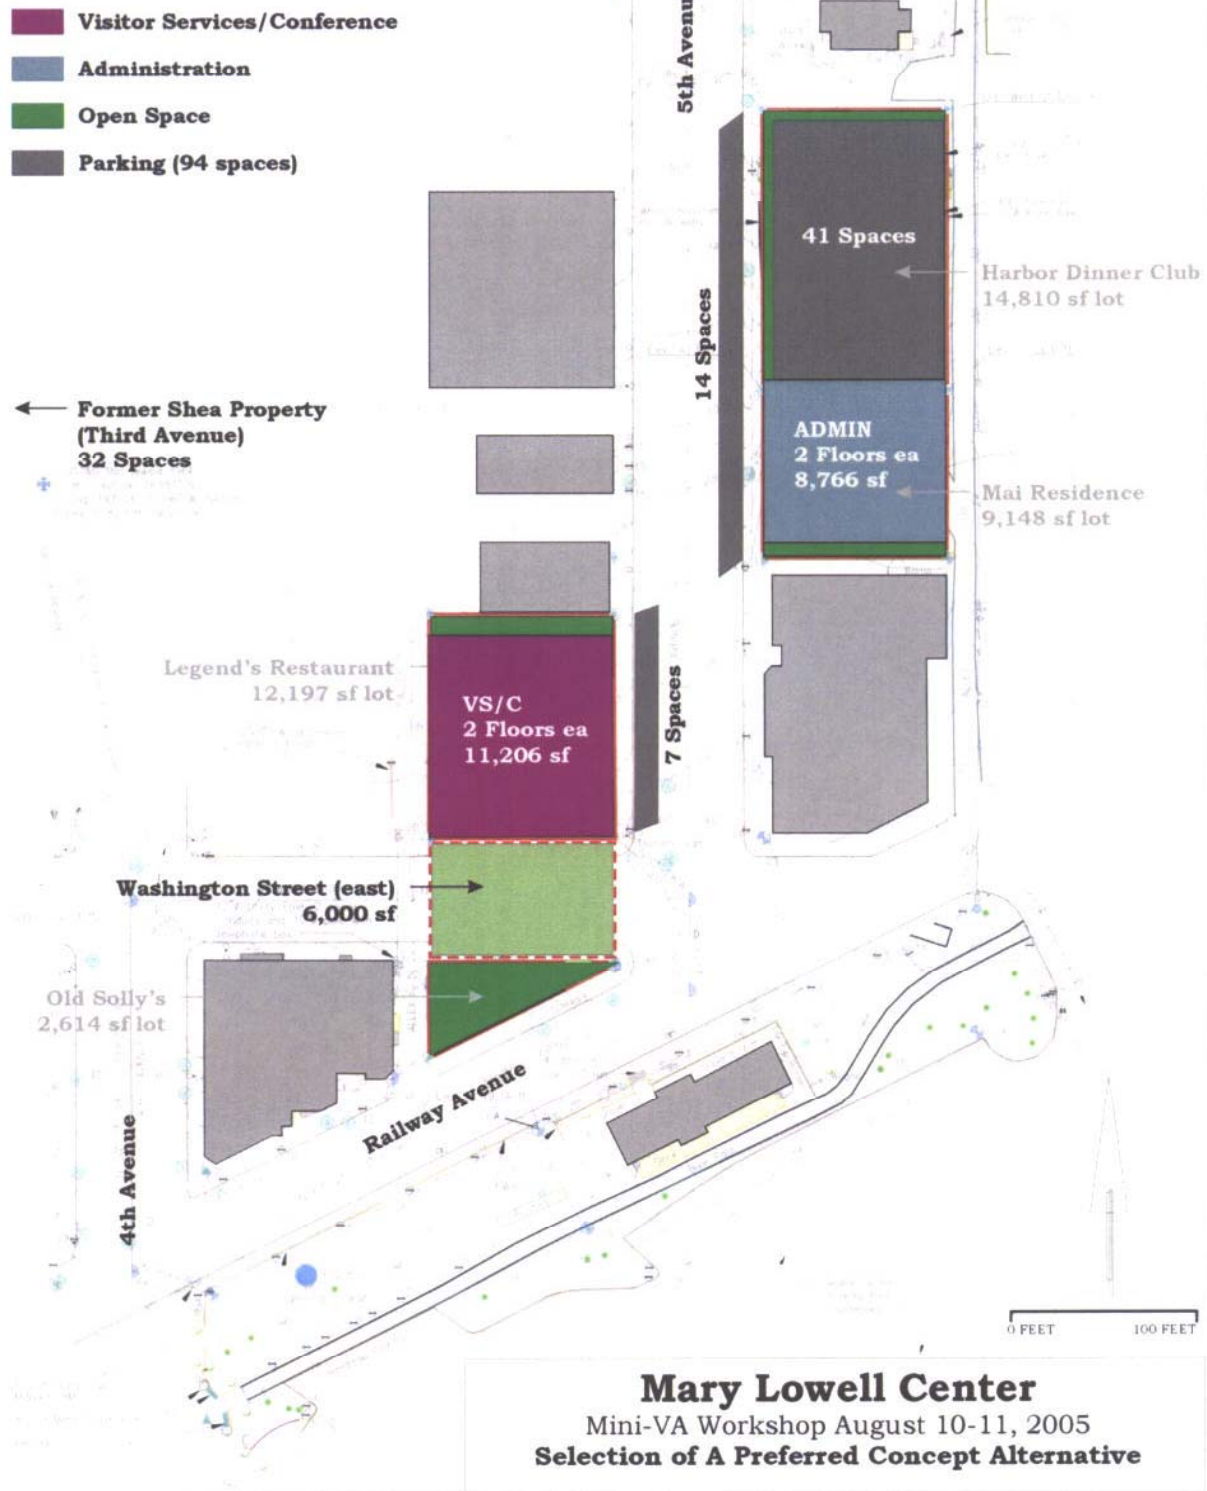 Visitor Services/Conference
Administration
Open Space
Parking (94 spaces)
5th Avenu
41 Spaces
Harbor Dinner Club
14,810 sf lot
14 Spaces
Former Shea Property
(Third Avenue)
32 Spaces
ADMIN
2 Floors ea
8,766 sf
Mai Residence
9,148 sf lot
Legend's Restaurant
12,197 sf lot
VS/C
2 Floors ea
11,206 sf
7 Spaces
Washington Street (east)
6,000 sf
Old Solly's
2,614 sf lot
Railway Avenue
4th Avenue
0 FEET
100 FEET
Mary Lowell Center
Mini-VA Workshop August 10-11, 2005
Selection of A Preferred Concept Alternative